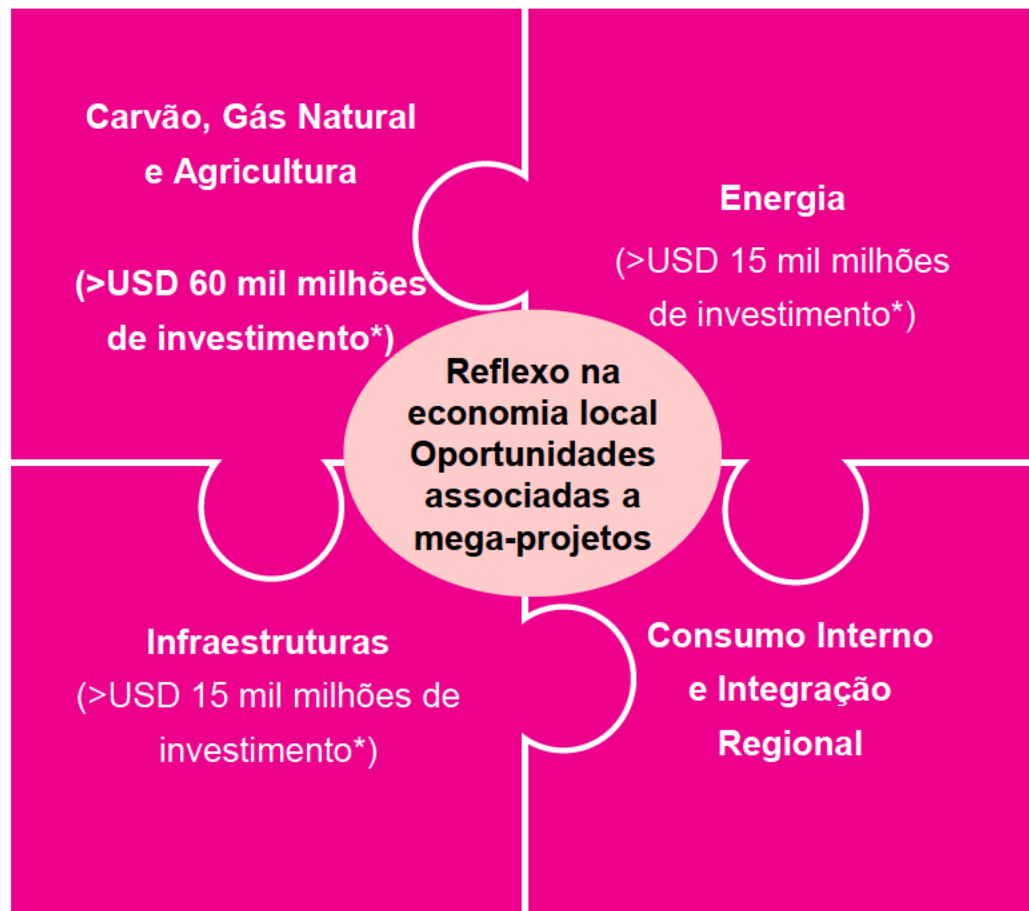 Carvão, Gás Natural
e Agricultura
(>USD 60 mil milhões
de investimento*)
Energia
(>USD 15 mil milhões
de investimento*)
Reflexo na
economia local
Oportunidades
associadas a
mega-projetos
Infraestruturas
(>USD 15 mil milhões de
investimento*)
Consumo Interno
e Integração
Regional